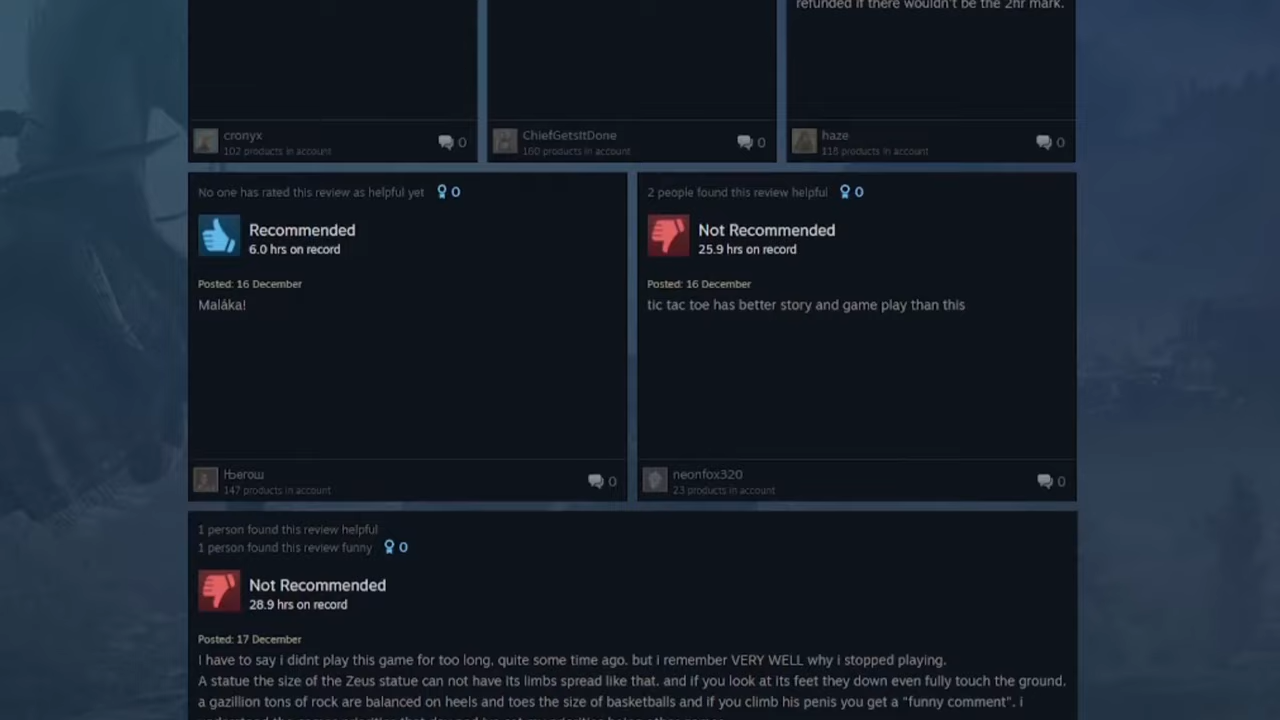 refunded if there wouldn't be the 2hr mark.
cronyx
102 products in account
0
ChiefGetsItDone
160 products in account
0
haze
118 products in account
0
No one has rated this review as helpful yet 0
Recommended
6.0 hrs on record
Posted: 16 December
Maláka!
Њerow
147 products in account
0
2 people found this review helpful 0
Not Recommended
25.9 hrs on record
Posted: 16 December
tic tac toe has better story and game play than this
neonfox320
23 products in account
0
1 person found this review helpful
1 person found this review funny 0
Not Recommended
28.9 hrs on record
Posted: 17 December
I have to say i didnt play this game for too long, quite some time ago. but i remember VERY WELL why i stopped playing.
A statue the size of the Zeus statue can not have its limbs spread like that. and if you look at its feet they down even fully touch the ground.
a gazillion tons of rock are balanced on heels and toes the size of basketballs and if you climb his penis you get a "funny comment". i